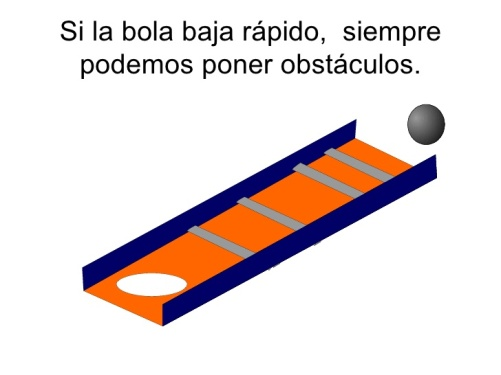 Si la bola baja rápido,  siempre
podemos poner obstáculos.